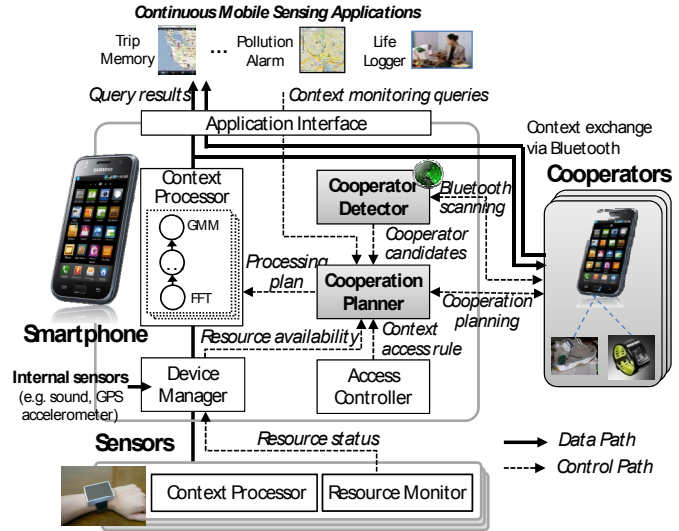 Continuous Mobile Sensing Applications
Trip
Memory
...
Pollution
Alarm
Life
Logger
Query results
Context monitoring queries
Application Interface
Context exchange
via Bluetooth
Cooperators
SAMSUNG
Context
Processor
GMM
..
FFT
Cooperator
Detector
Bluetooth
scanning
Cooperator
candidates
Processing
plan
Cooperation
Planner
Cooperation
planning
Smartphone
Resource availability
Context
access rule
Internal sensors
(e.g. sound, GPS
accelerometer)
Device
Manager
Access
Controller
Sensors
Resource status
Data Path
Control Path
Context Processor
Resource Monitor